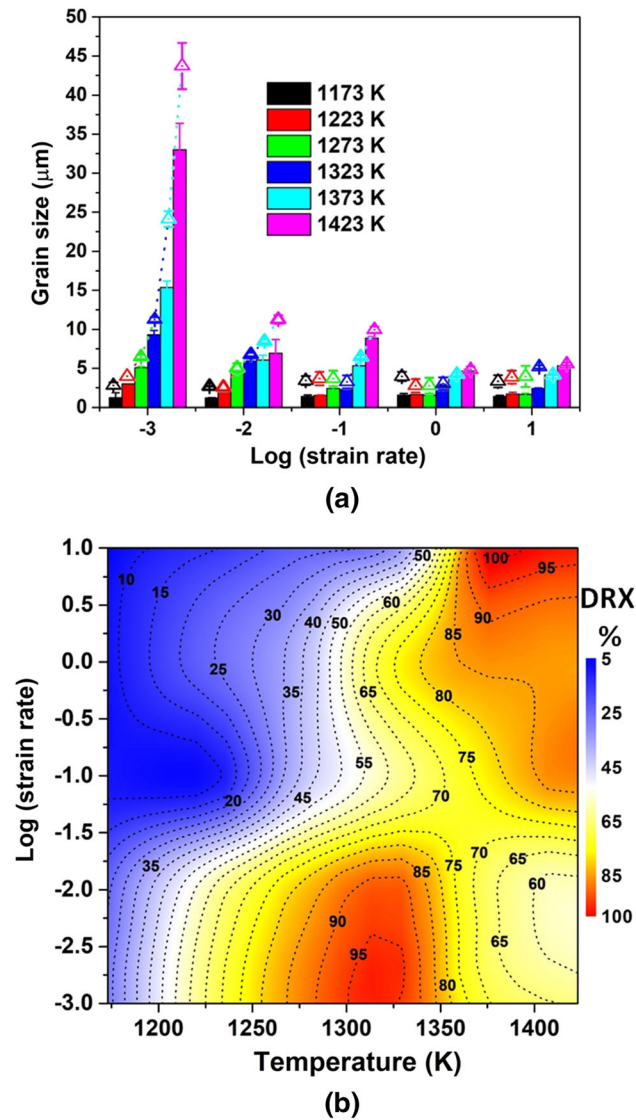 50
45
40
35
30
25
20
15
10
5
0
Grain size (μm)
1173 K
1223 K
1273 K
1323 K
1373 K
1423 K
-3 -2 -1 0 1
Log (strain rate)
(a)
1.0
0.5
0.0
-0.5
-1.0
-1.5
-2.0
-2.5
-3.0
Log (strain rate)
10 50 100
15 95
60
30 90
40
50 85
25 65
35 80
55 75
20 45 70
35 75 70 65
85 60
90
95 65
80
DRX
%
5
25
45
65
85
100
1200 1250 1300 1350 1400
Temperature (K)
(b)